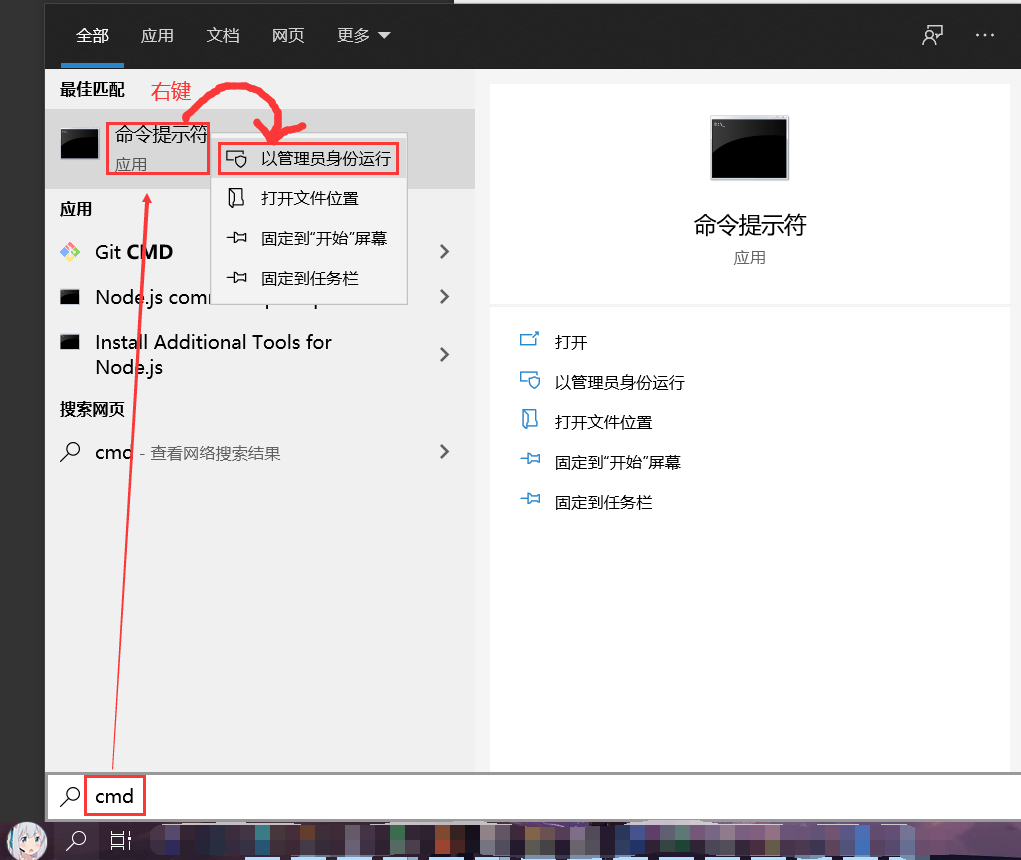 全部 应用 文档 网页 更多
最佳匹配 右键
命令提示符
应用
以管理员身份运行
打开文件位置
固定到“开始”屏幕
固定到任务栏
应用
Git CMD
Node.js
Install Additional Tools for
Node.js
搜索网页
cmd - 查看网络搜索结果
命令提示符
应用
打开
以管理员身份运行
打开文件位置
固定到“开始”屏幕
固定到任务栏
cmd